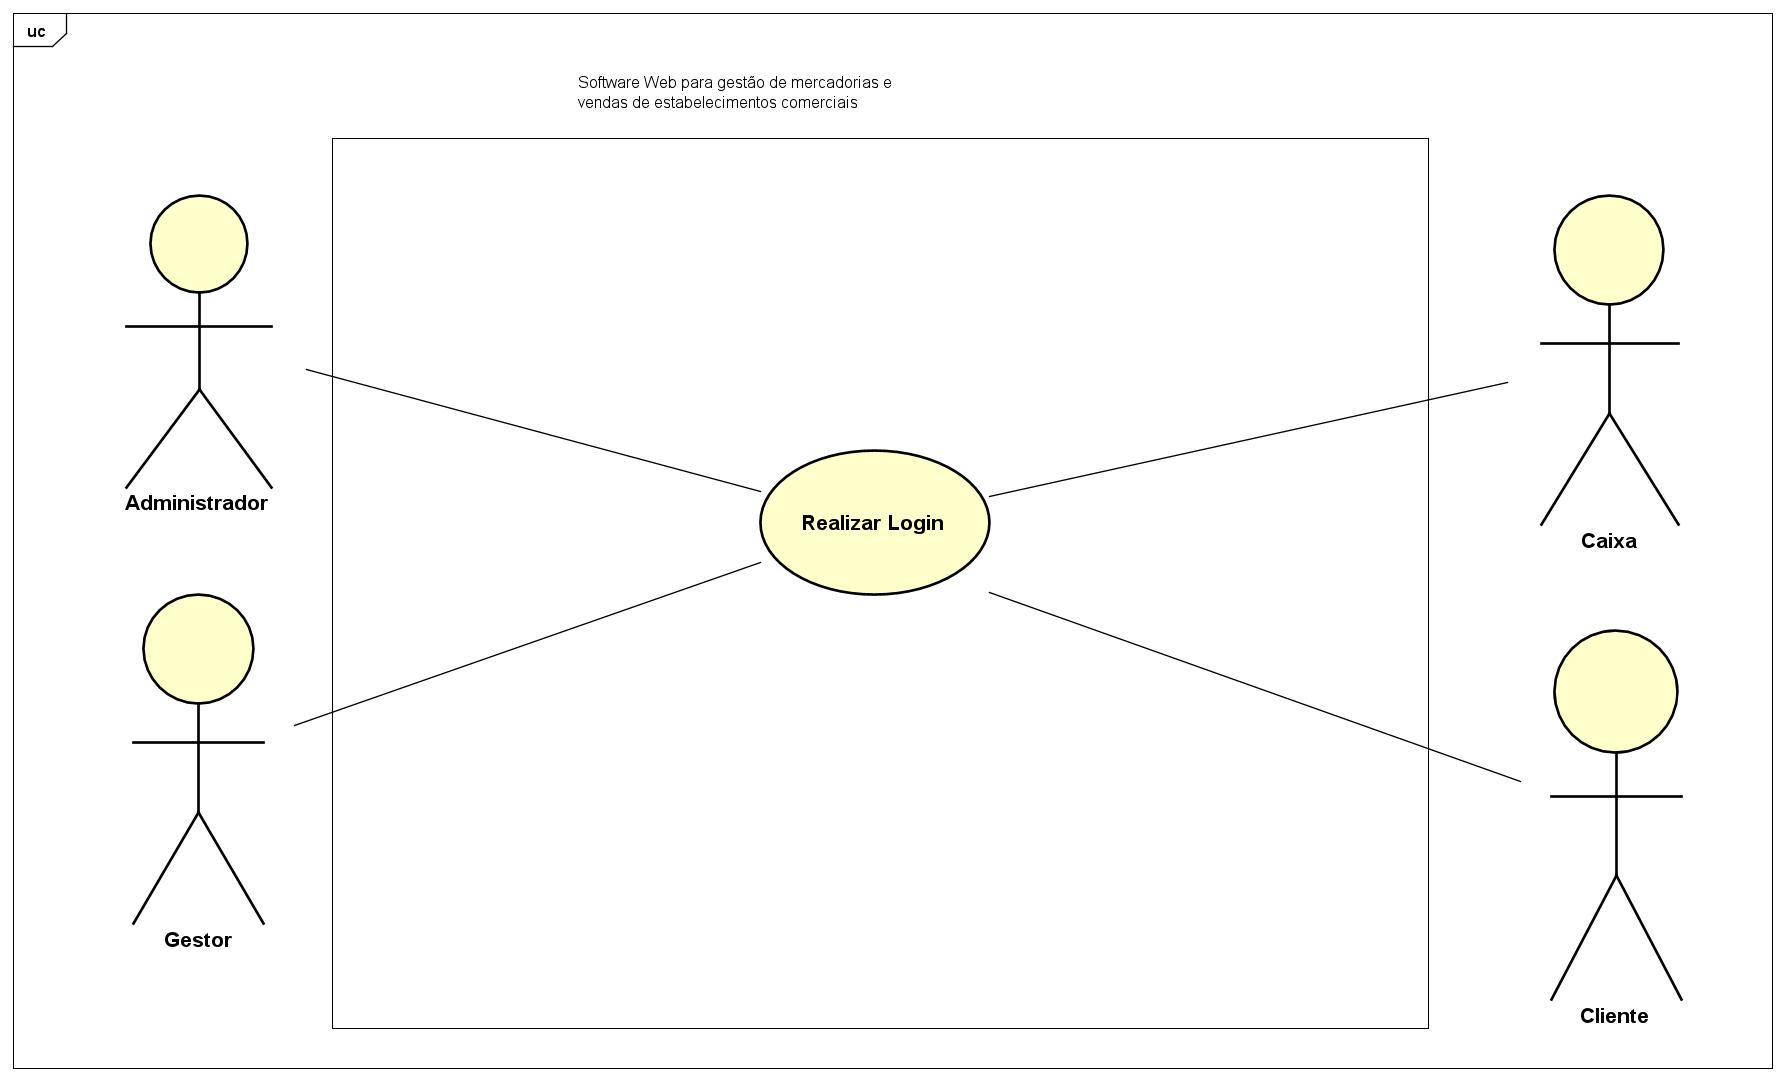 uc
Software Web para gestão de mercadorias e
vendas de estabelecimentos comerciais
Administrador
Realizar Login
Caixa
Gestor
Cliente